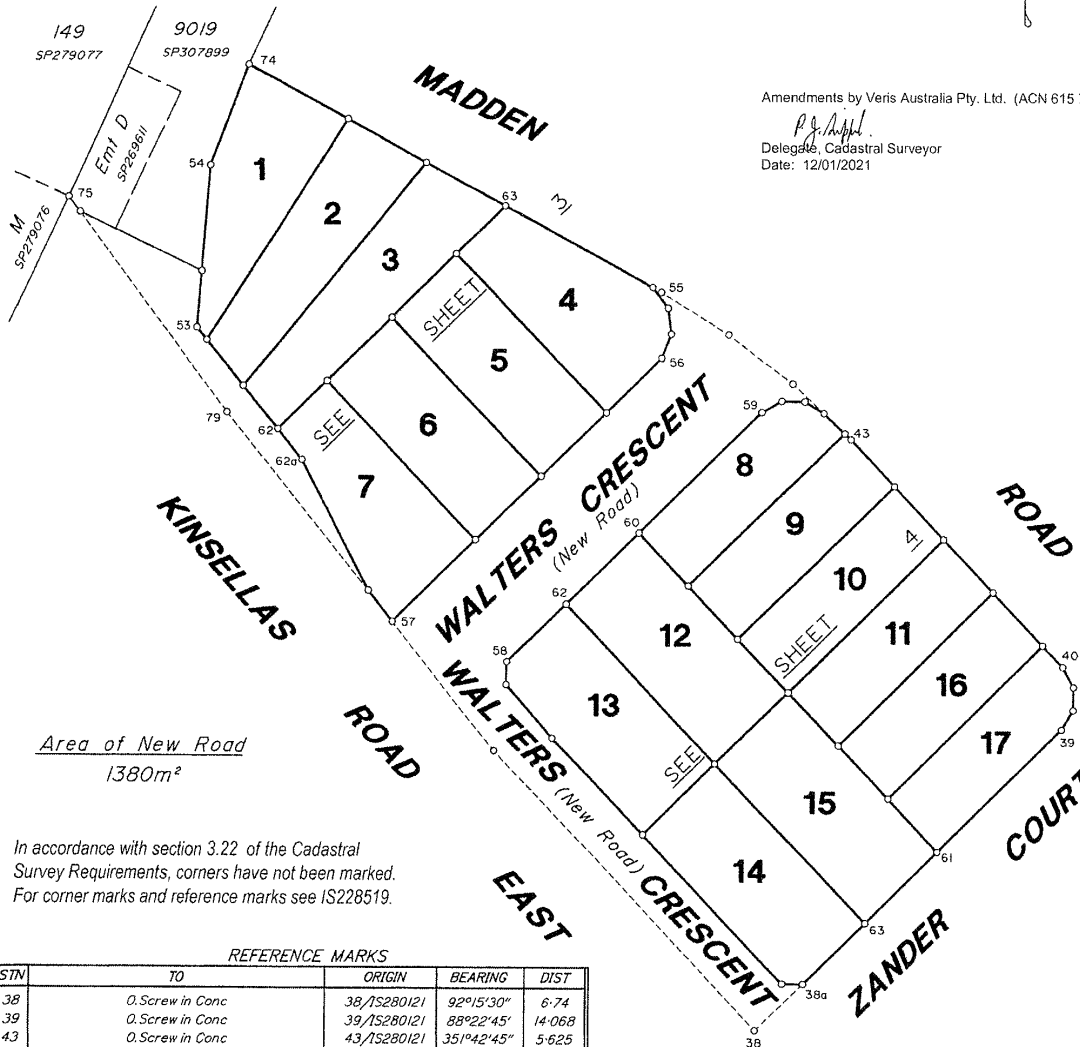 149
SP279077
9019
SP307899
74
MADDEN
Amendments by Veris Australia Pty. Ltd. (ACN 615
Delegate, Cadastral Surveyor
Date: 12/01/2021
Emt D
SP269611
54
75
M
SP279076
1
2
3
63
13
4
55
SHEET
5
56
53
79
62
62a
SEE
6
7
59
43
8
9
60
WALTERS CRESCENT
(New Road)
ROAD
4
10
KINSELLAS
57
62
12
SHEET
11
58
WALTERS
(New Road)
CRESCENT
13
16
40
17
39
SEE
15
ROAD
Area of New Road
1380m²
COURT
61
14
In accordance with section 3.22 of the Cadastral
Survey Requirements, corners have not been marked.
For corner marks and reference marks see IS228519.
EAST
63
ZANDER
38a
38
REFERENCE MARKS
STN TO ORIGIN BEARING DIST
38 O.Screw in Conc 38/IS280121 92°15'30" 6·74
39 O.Screw in Conc 39/IS280121 88°22'45' 14·068
43 O.Screw in Conc 43/IS280121 351°42'45" 5·625